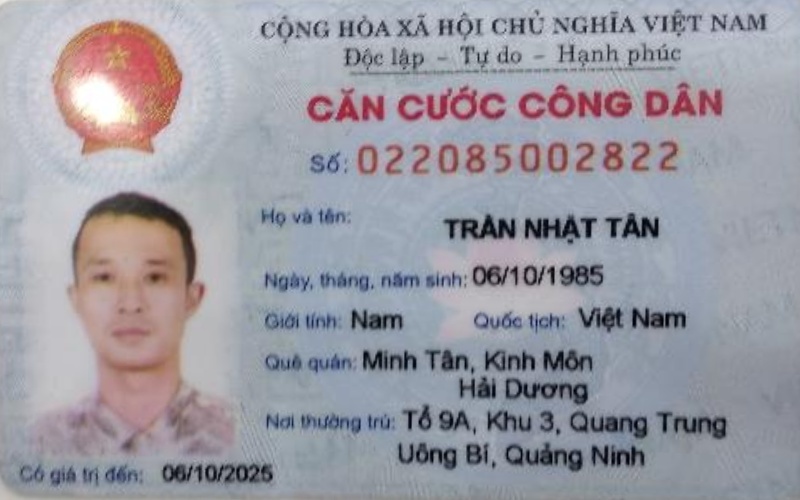 CỘNG HÒA XÃ HỘI CHỦ NGHĨA VIỆT NAM
Độc lập - Tự do - Hạnh phúc
CĂN CƯỚC CÔNG DÂN
Số: 022085002822
Họ và tên: TRẦN NHẬT TÂN
Ngày, tháng, năm sinh: 06/10/1985
Giới tính: Nam Quốc tịch: Việt Nam
Quê quán: Minh Tân, Kinh Môn
Hải Dương
Nơi thường trú: Tổ 9A, Khu 3, Quang Trung
Uông Bí, Quảng Ninh
Có giá trị đến: 06/10/2025